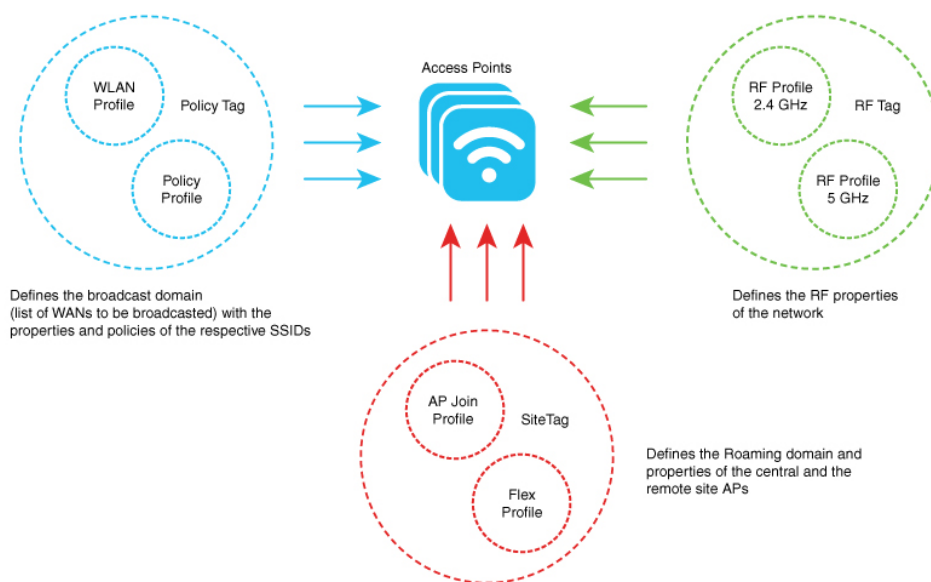 Access Points
WLAN
Profile
Policy Tag
Policy
Profile
RF Profile
2.4 GHz
RF Tag
RF Profile
5 GHz
Defines the broadcast domain
(list of WANs to be broadcasted) with the
properties and policies of the respective SSIDs
Defines the RF properties
of the network
AP Join
Profile
SiteTag
Flex
Profile
Defines the Roaming domain and
properties of the central and the
remote site APs